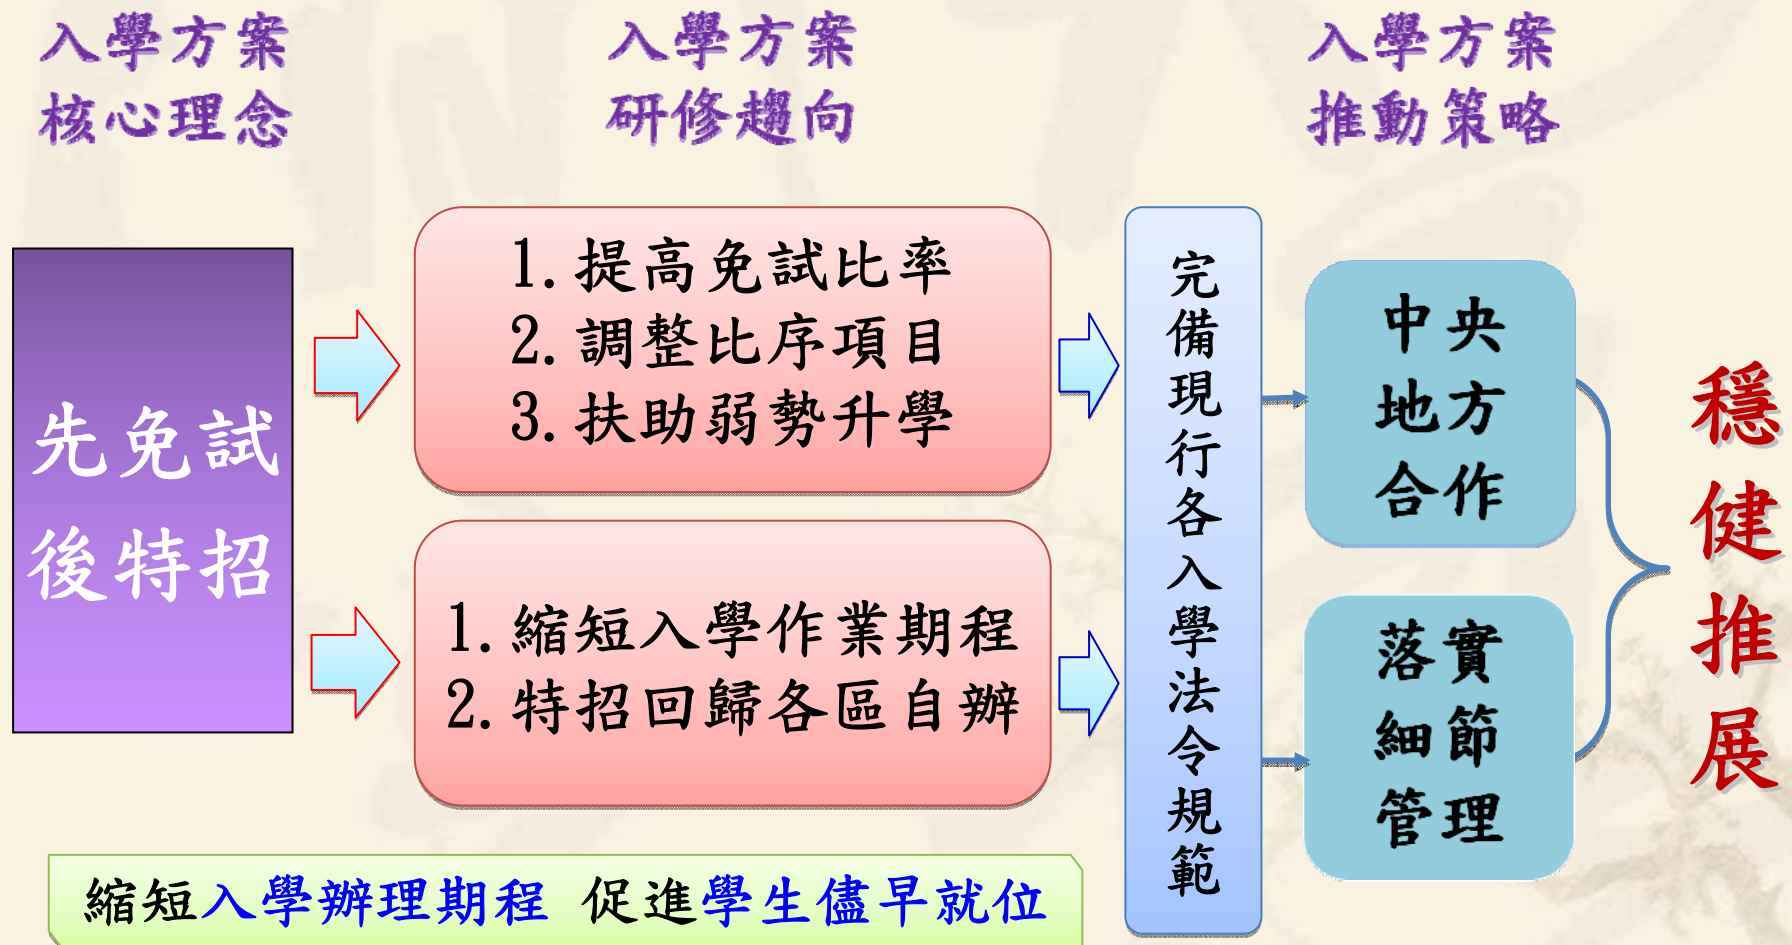 入學方案
核心理念
入學方案
研修趨向
入學方案
推動策略
先免試
後特招
1.提高免試比率
2.調整比序項目
3.扶助弱勢升學
1.縮短入學作業期程
2.特招回歸各區自辦
完備現行各入學法令規範
中央
地方
合作
落實
細節
管理
穩健推展
縮短入學辦理期程 促進學生儘早就位